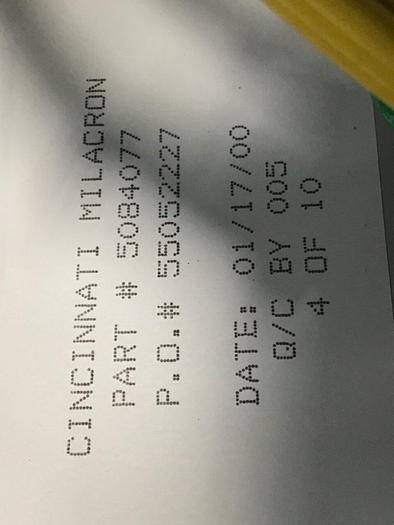 CINCINNATI MILACRON
PART # 5084077
P.O.# 55052227
DATE: 01/17/00
Q/C BY 005
4 OF 10